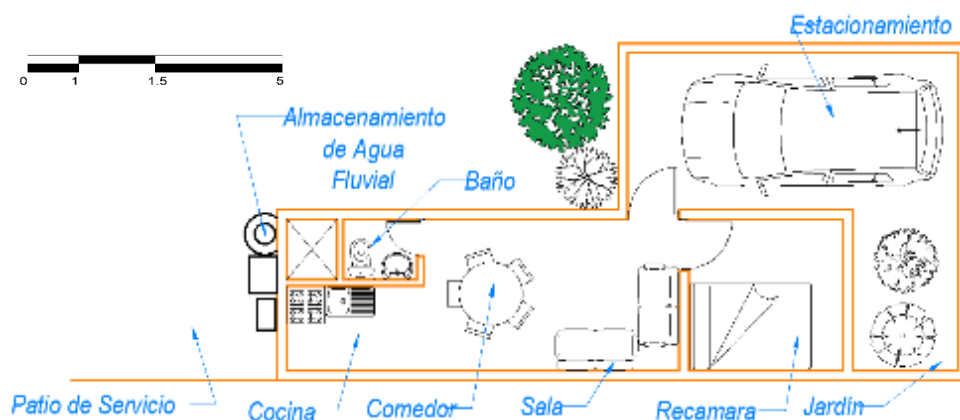 Estacionamiento
0 1 1.5 5
Almacenamiento
de Agua
Fluvial
Baño
Patio de Servicio
Cocina
Comedor
Sala
Recamara
Jardín